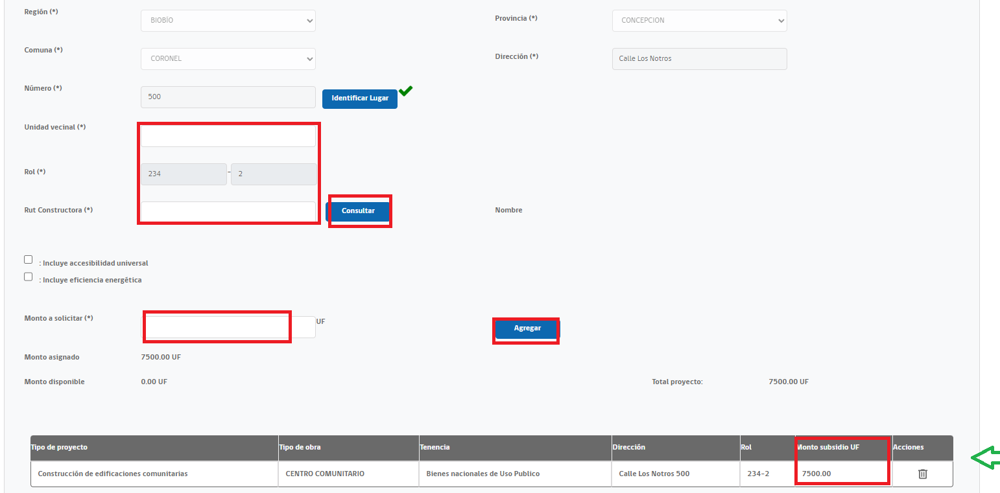 Región (*) BIOBÍO Provincia (*) CONCEPCION
Comuna (*) CORONEL Dirección (*) Calle Los Notros
Número (*) 500 Identificar Lugar
Unidad vecinal (*)
Rol (*) 234 - 2
Rut Constructora (*) Consultar Nombre
: Incluye accesibilidad universal
: Incluye eficiencia energética
Monto a solicitar (*) UF Agregar
Monto asignado 7500.00 UF
Monto disponible 0.00 UF Total proyecto: 7500.00 UF
Tipo de proyecto Tipo de obra Tenencia Dirección Rol Monto subsidio UF Acciones
Construcción de edificaciones comunitarias CENTRO COMUNITARIO Bienes nacionales de Uso Publico Calle Los Notros 500 234-2 7500.00